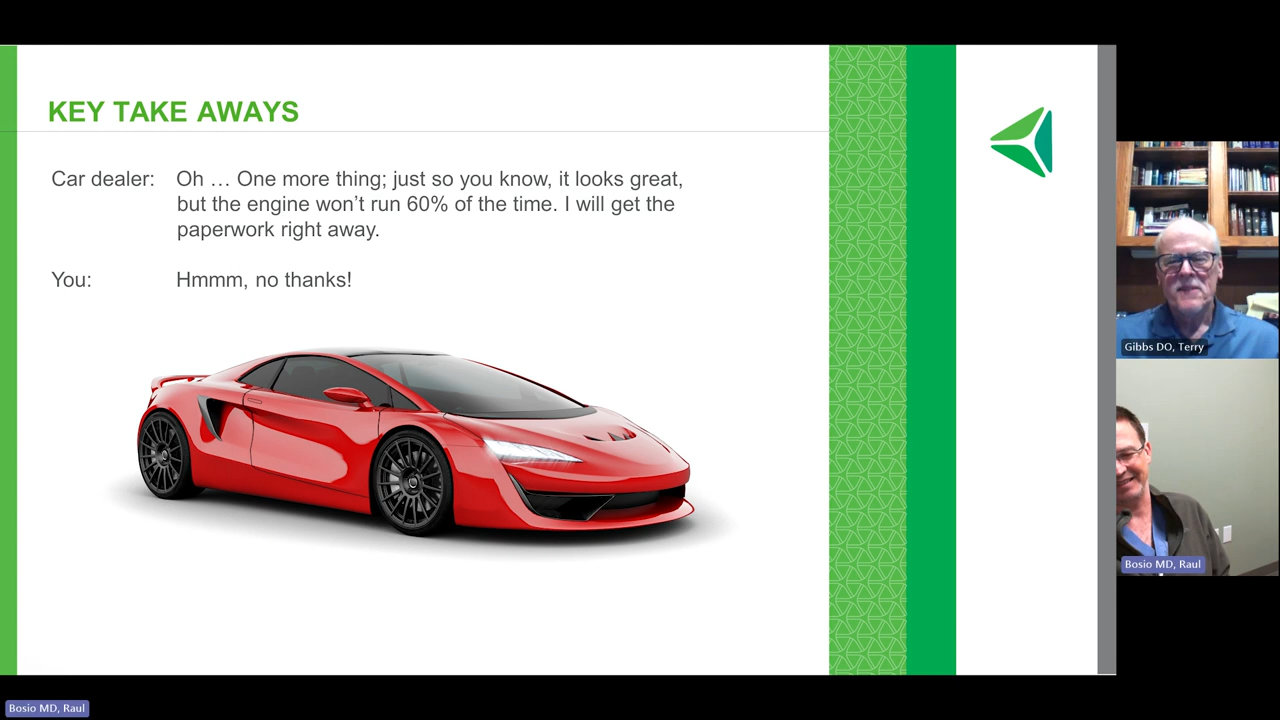 KEY TAKE AWAYS
Car dealer: Oh … One more thing; just so you know, it looks great,
but the engine won’t run 60% of the time. I will get the
paperwork right away.
You: Hmmm, no thanks!
Gibbs DO, Terry
Bosio MD, Raul
Bosio MD, Raul